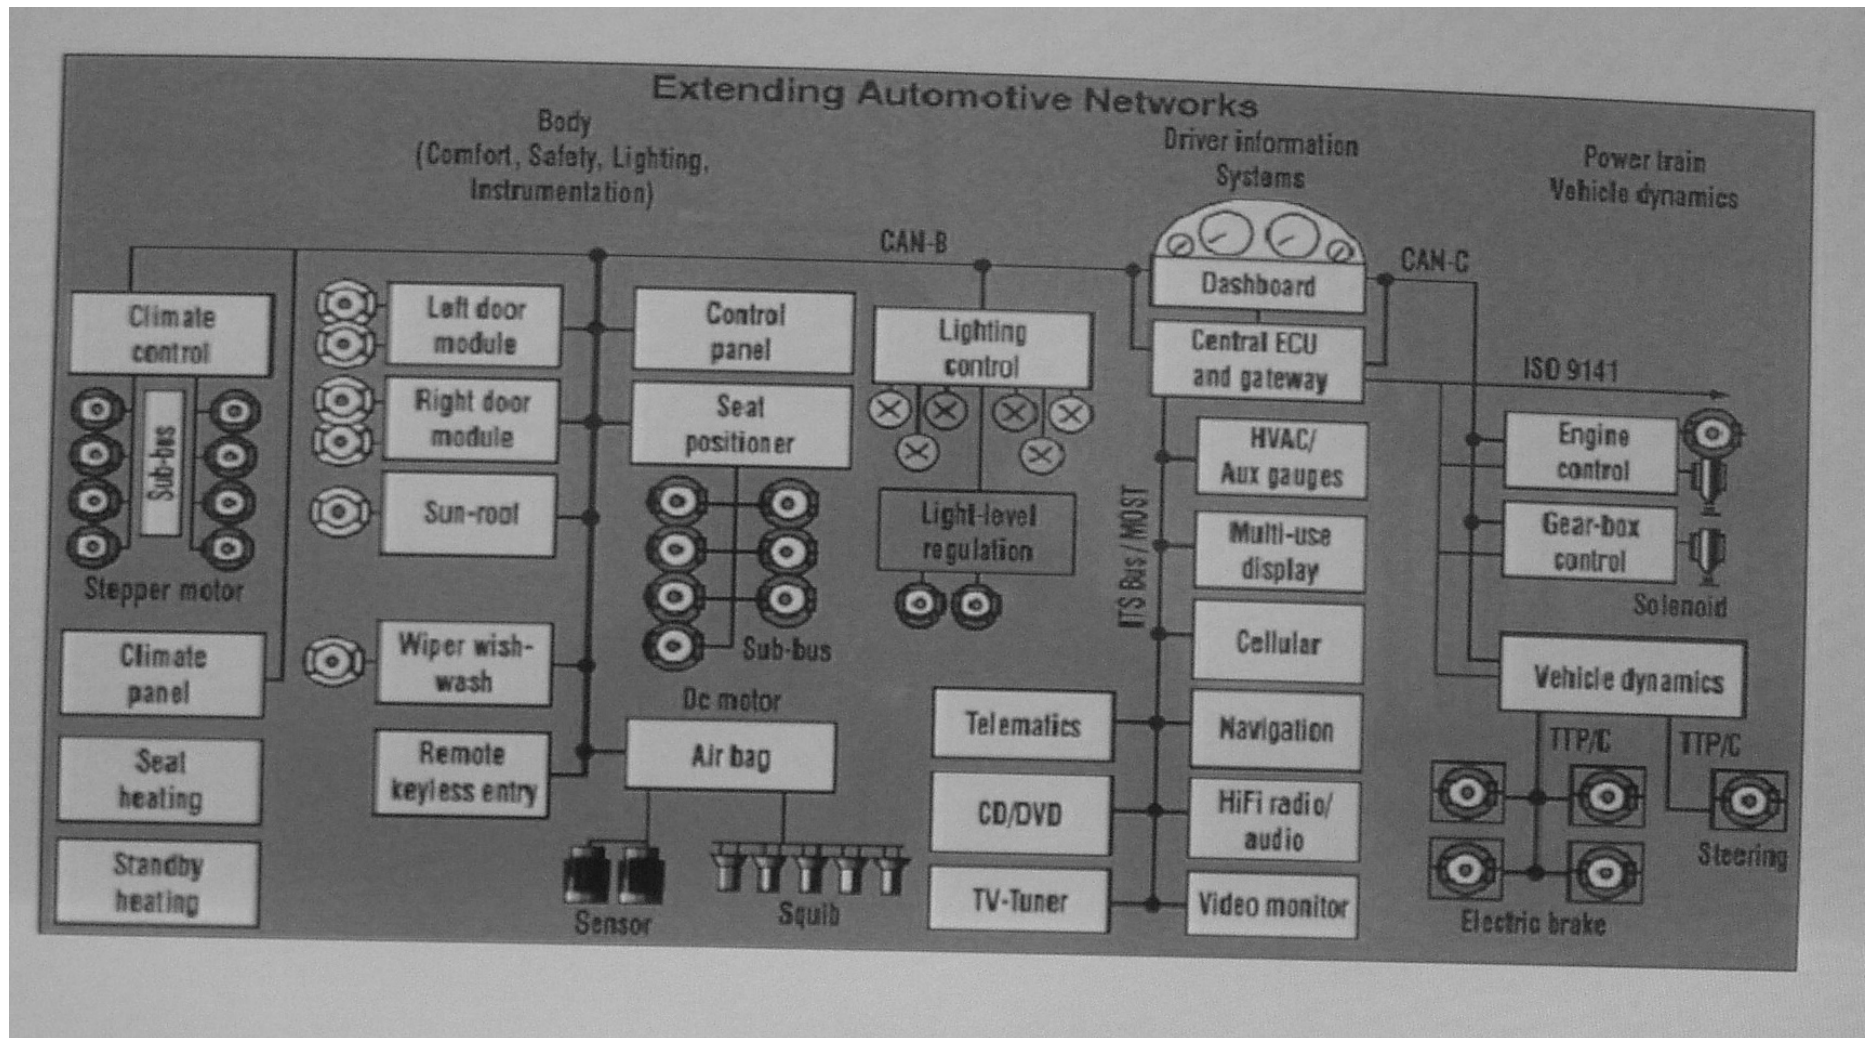 Extending Automotive Networks
Body
(Comfort, Safety, Lighting,
Instrumentation)
Driver information
Systems
Power train
Vehicle dynamics
CAN-B
CAN-C
Climate
control
Sub-bus
Stepper motor
Climate
panel
Seat
heating
Standby
heating
Left door
module
Right door
module
Sun-roof
Wiper wish-
wash
Remote
keyless entry
Control
panel
Seat
positioner
Sub-bus
Dc motor
Air bag
Sensor
Squib
Lighting
control
Light-level
regulation
Dashboard
Central ECU
and gateway
ITS Bus / MOST
HVAC/
Aux gauges
Multi-use
display
Cellular
Telematics
Navigation
CD/DVD
HiFi radio/
audio
TV-Tuner
Video monitor
ISO 9141
Engine
control
Gear-box
control
Solenoid
Vehicle dynamics
TTP/C
TTP/C
Steering
Electric brake